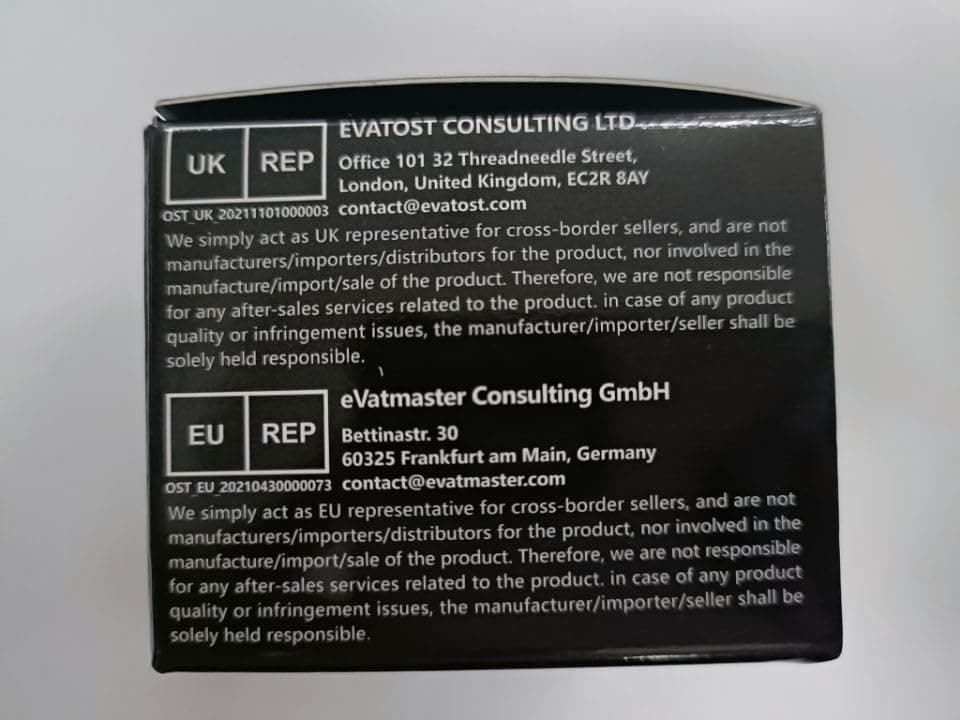 UK REP
EVATOST CONSULTING LTD
Office 101 32 Threadneedle Street,
London, United Kingdom, EC2R 8AY
OST_UK_20211101000003 contact@evatost.com
We simply act as UK representative for cross-border sellers, and are not
manufacturers/importers/distributors for the product, nor involved in the
manufacture/import/sale of the product. Therefore, we are not responsible
for any after-sales services related to the product. in case of any product
quality or infringement issues, the manufacturer/importer/seller shall be
solely held responsible.
EU REP
eVatmaster Consulting GmbH
Bettinastr. 30
60325 Frankfurt am Main, Germany
OST_EU_20210430000073 contact@evatmaster.com
We simply act as EU representative for cross-border sellers, and are not
manufacturers/importers/distributors for the product, nor involved in the
manufacture/import/sale of the product. Therefore, we are not responsible
for any after-sales services related to the product. in case of any product
quality or infringement issues, the manufacturer/importer/seller shall be
solely held responsible.